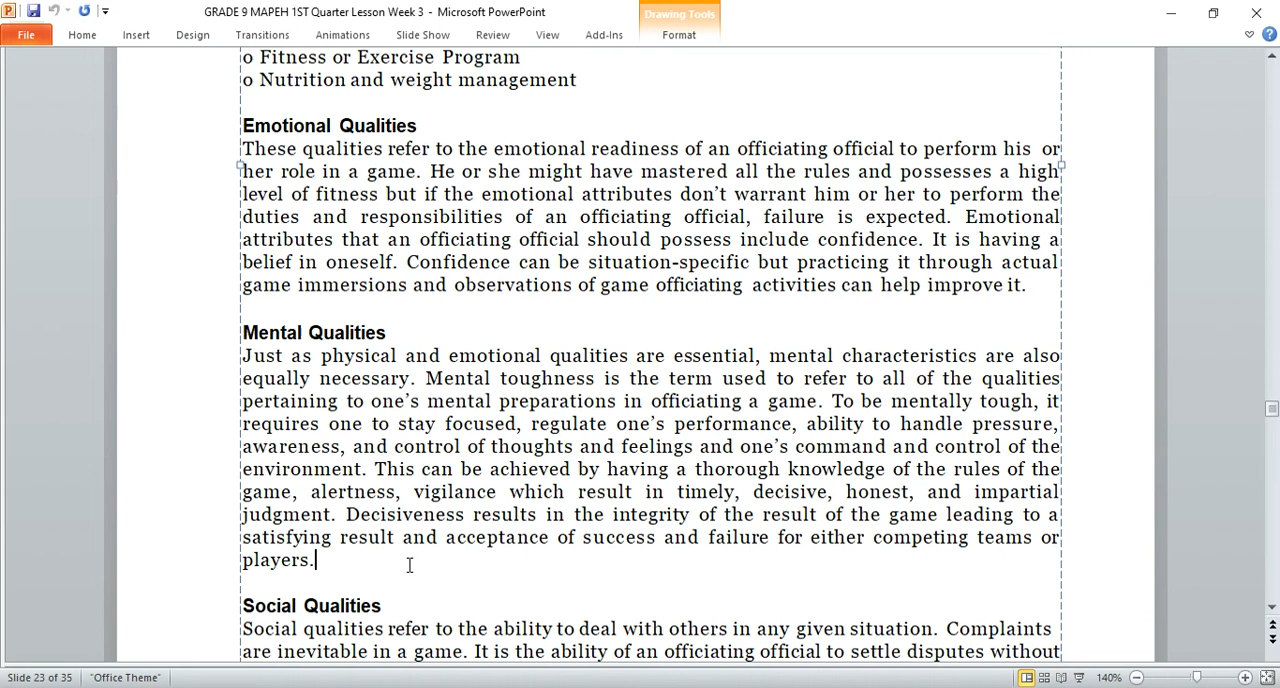 GRADE 9 MAPEH 1ST Quarter Lesson Week 3 - Microsoft PowerPoint
Drawing Tools
File Home Insert Design Transitions Animations Slide Show Review View Add-Ins Format
o Fitness or Exercise Program
o Nutrition and weight management
Emotional Qualities
These qualities refer to the emotional readiness of an officiating official to perform his or
her role in a game. He or she might have mastered all the rules and possesses a high
level of fitness but if the emotional attributes don't warrant him or her to perform the
duties and responsibilities of an officiating official, failure is expected. Emotional
attributes that an officiating official should possess include confidence. It is having a
belief in oneself. Confidence can be situation-specific but practicing it through actual
game immersions and observations of game officiating activities can help improve it.
Mental Qualities
Just as physical and emotional qualities are essential, mental characteristics are also
equally necessary. Mental toughness is the term used to refer to all of the qualities
pertaining to one's mental preparations in officiating a game. To be mentally tough, it
requires one to stay focused, regulate one's performance, ability to handle pressure,
awareness, and control of thoughts and feelings and one's command and control of the
environment. This can be achieved by having a thorough knowledge of the rules of the
game, alertness, vigilance which result in timely, decisive, honest, and impartial
judgment. Decisiveness results in the integrity of the result of the game leading to a
satisfying result and acceptance of success and failure for either competing teams or
players.
Social Qualities
Social qualities refer to the ability to deal with others in any given situation. Complaints
are inevitable in a game. It is the ability of an officiating official to settle disputes without
Slide 23 of 35 "Office Theme" 140%